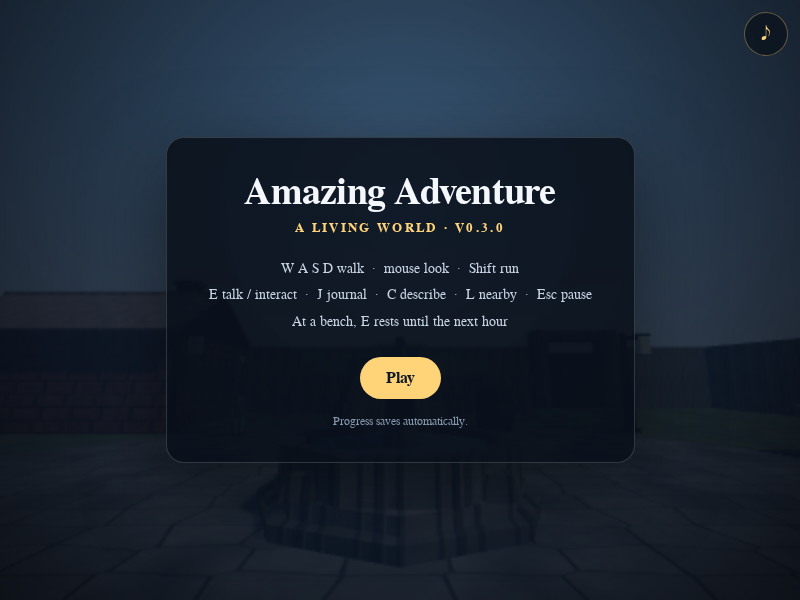 Amazing Adventure
A LIVING WORLD · V0.3.0
W A S D walk · mouse look · Shift run
E talk / interact · J journal · C describe · L nearby · Esc pause
At a bench, E rests until the next hour
Play
Progress saves automatically.